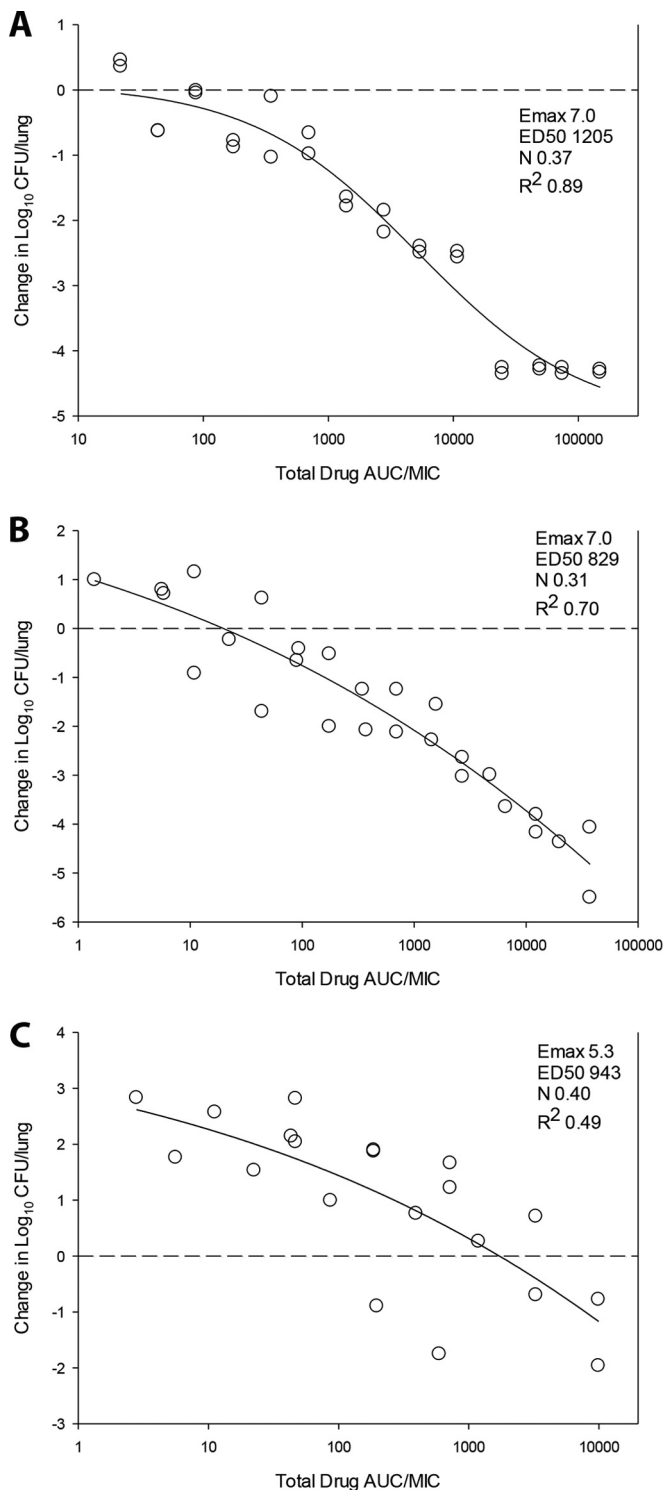 A
1
0
-1
-2
-3
-4
-5
Change in Log₁₀ CFU/lung
Emax 7.0
ED50 1205
N 0.37
R² 0.89
10 100 1000 10000 100000
Total Drug AUC/MIC
B
2
1
0
-1
-2
-3
-4
-5
-6
Change in Log₁₀ CFU/lung
Emax 7.0
ED50 829
N 0.31
R² 0.70
1 10 100 1000 10000 100000
Total Drug AUC/MIC
C
4
3
2
1
0
-1
-2
-3
Change in Log₁₀ CFU/lung
Emax 5.3
ED50 943
N 0.40
R² 0.49
1 10 100 1000 10000
Total Drug AUC/MIC